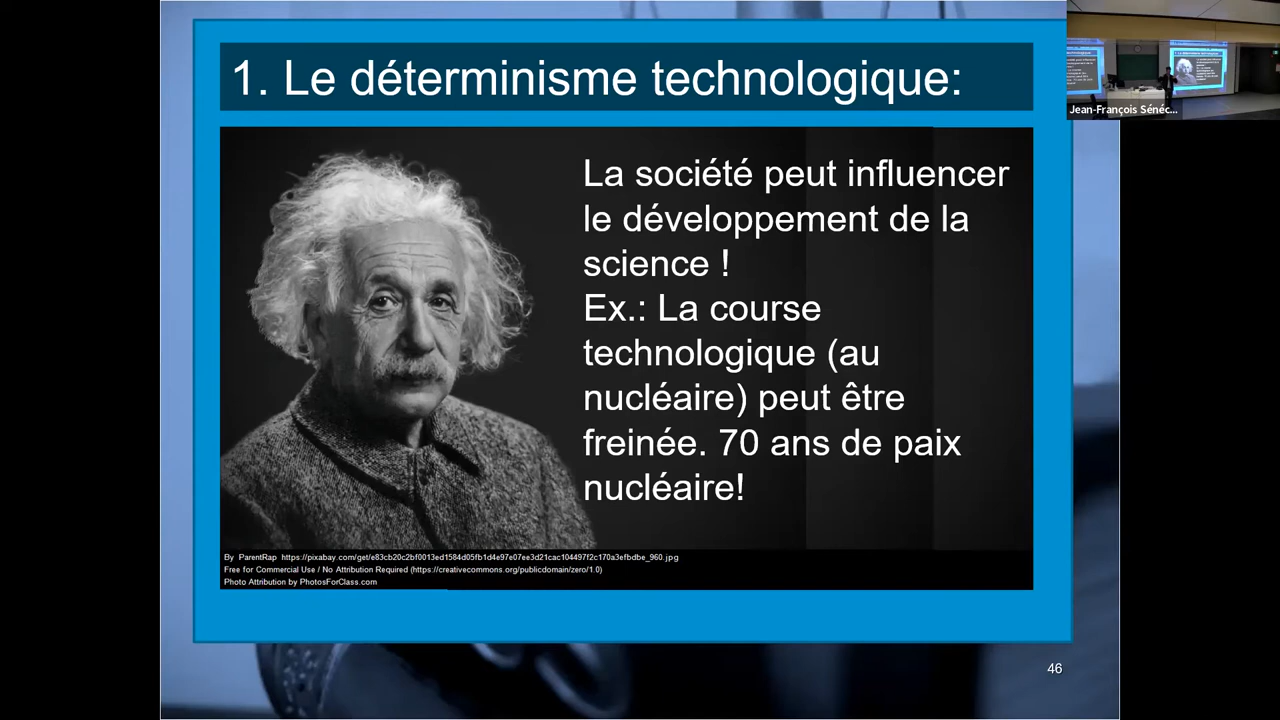 1. Le déterminisme technologique:
La société peut influencer
le développement de la
science !
Ex.: La course
technologique (au
nucléaire) peut être
freinée. 70 ans de paix
nucléaire!
By ParentRap https://pixabay.com/get/e83cb20c2bf0013ed1584d05fb1d4e97e07ee3d21cac104497f2c170a3efbdbe_960.jpg
Free for Commercial Use / No Attribution Required (https://creativecommons.org/publicdomain/zero/1.0)
Photo Attribution by PhotosForClass.com
46
Jean-François Sénéc...